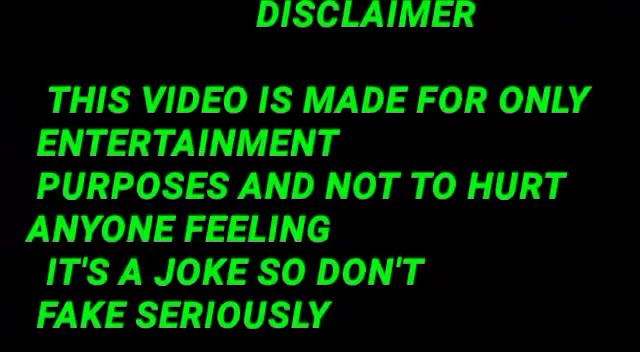 DISCLAIMER
THIS VIDEO IS MADE FOR ONLY
ENTERTAINMENT
PURPOSES AND NOT TO HURT
ANYONE FEELING
IT'S A JOKE SO DON'T
FAKE SERIOUSLY